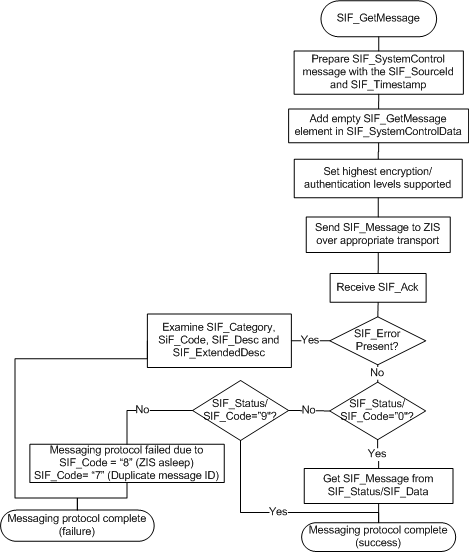 SIF_GetMessage
Prepare SIF_SystemControl
message with the SIF_SourceId
and SIF_Timestamp
Add empty SIF_GetMessage
element in SIF_SystemControlData
Set highest encryption/
authentication levels supported
Send SIF_Message to ZIS
over appropriate transport
Receive SIF_Ack
SIF_Error
Present?
Yes
Examine SIF_Category,
SIF_Code, SIF_Desc and
SIF_ExtendedDesc
No
SIF_Status/
SIF_Code="0"?
No
SIF_Status/
SIF_Code="9"?
No
Yes
Messaging protocol failed due to
SIF_Code = “8” (ZIS asleep)
SIF_Code= “7” (Duplicate message ID)
Get SIF_Message from
SIF_Status/SIF_Data
Yes
Messaging protocol complete
(failure)
Messaging protocol complete
(success)